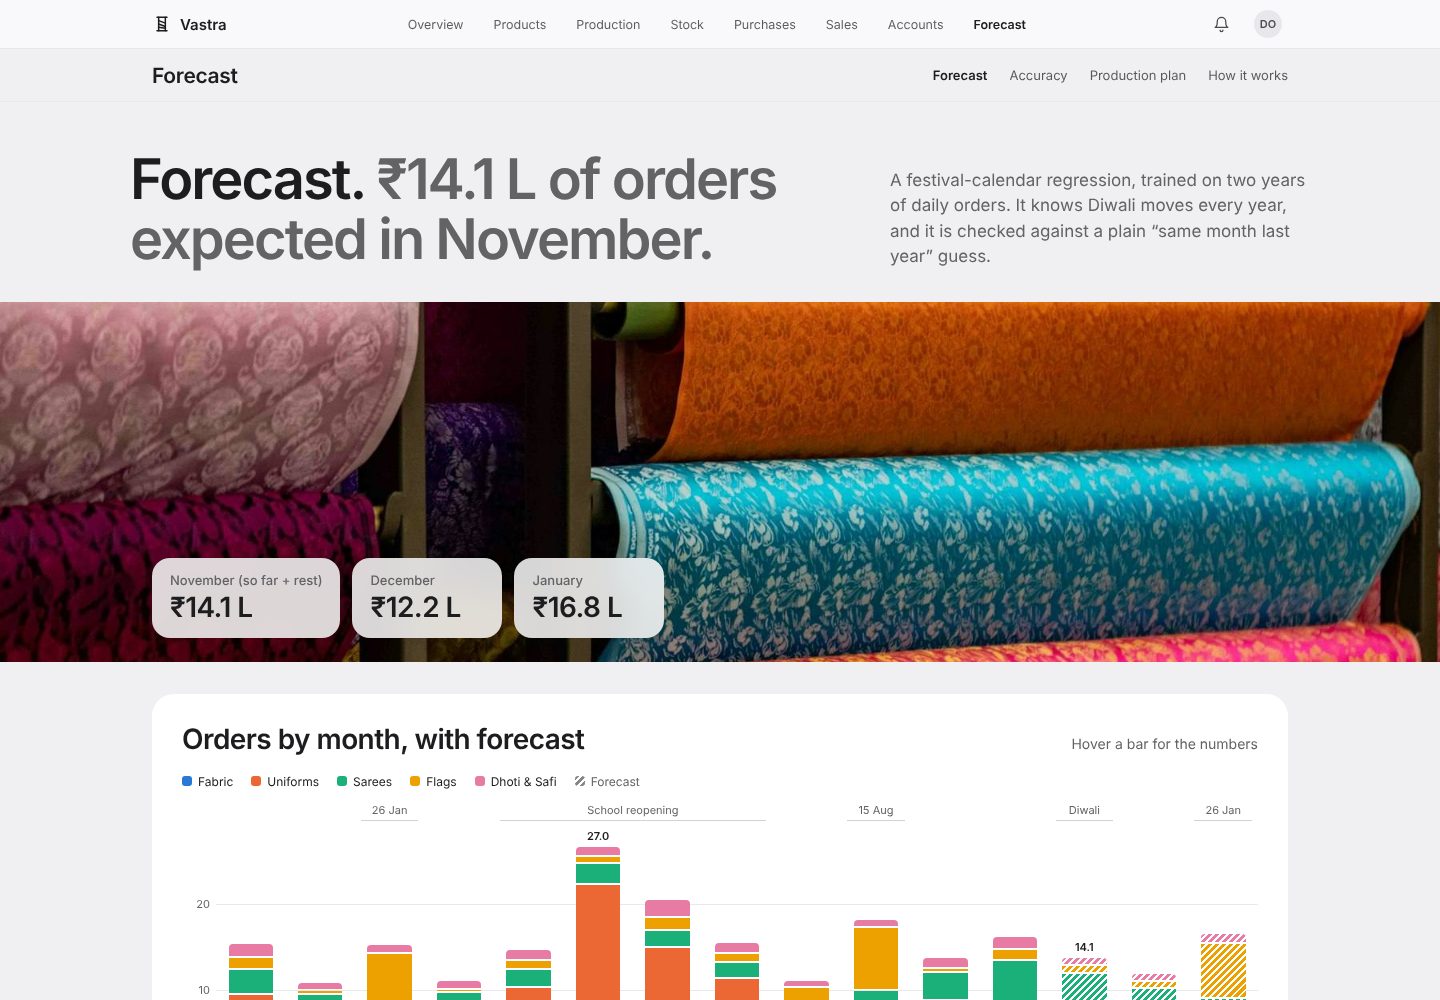 Vastra
Overview Products Production Stock Purchases Sales Accounts Forecast
DO
Forecast
Forecast Accuracy Production plan How it works
Forecast. ₹14.1 L of orders
expected in November.
A festival-calendar regression, trained on two years
of daily orders. It knows Diwali moves every year,
and it is checked against a plain “same month last
year” guess.
November (so far + rest)
₹14.1 L
December
₹12.2 L
January
₹16.8 L
Orders by month, with forecast
Hover a bar for the numbers
Fabric Uniforms Sarees Flags Dhoti & Safi Forecast
26 Jan School reopening 15 Aug Diwali 26 Jan
27.0
20
14.1
10